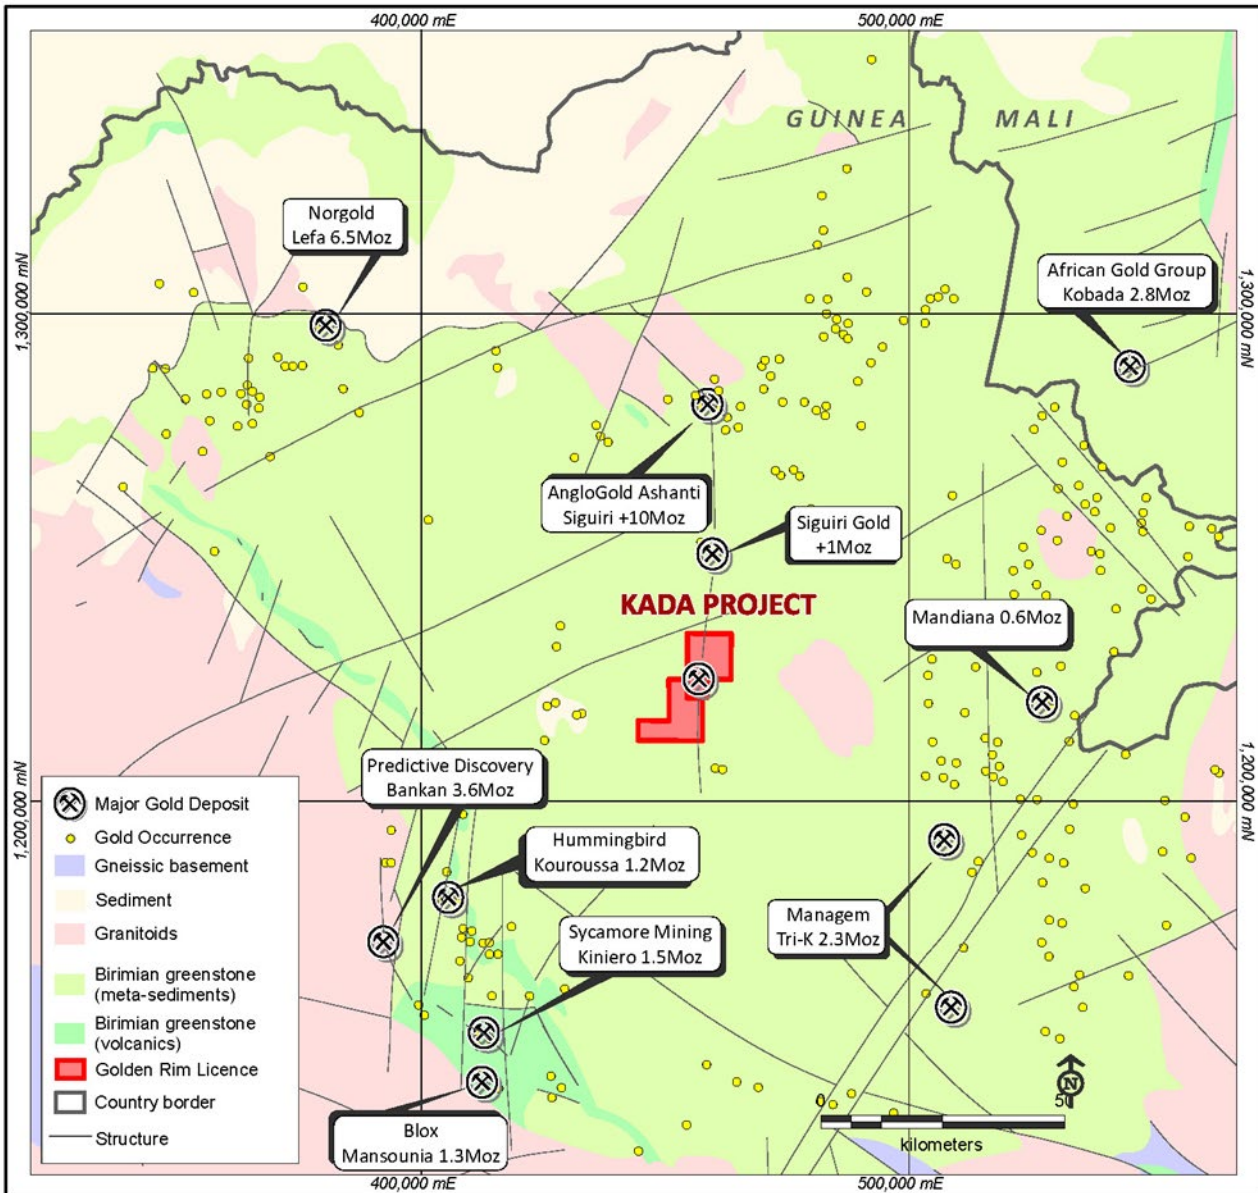 400,000 mE
500,000 mE
GUINEA
MALI
Norgold
Lefa 6.5Moz
African Gold Group
Kobada 2.8Moz
1,300,000 mN
1,300,000 mN
AngloGold Ashanti
Siguiri +10Moz
Siguiri Gold
+1Moz
KADA PROJECT
Mandiana 0.6Moz
Predictive Discovery
Bankan 3.6Moz
1,200,000 mN
1,200,000 mN
Hummingbird
Kouroussa 1.2Moz
Sycamore Mining
Kiniero 1.5Moz
Managem
Tri-K 2.3Moz
Blox
Mansounia 1.3Moz
Major Gold Deposit
Gold Occurrence
Gneissic basement
Sediment
Granitoids
Birimian greenstone
(meta-sediments)
Birimian greenstone
(volcanics)
Golden Rim Licence
Country border
Structure
N
0
50
kilometers
400,000 mE
500,000 mE